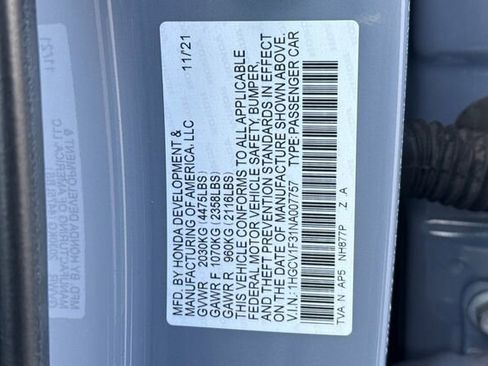 MFD. BY HONDA DEVELOPMENT &
MANUFACTURING OF AMERICA, LLC 11/21
GVWR 2030KG (4475LBS)
GAWR F 1070KG (2358LBS)
GAWR R 960KG (2116LBS)
THIS VEHICLE CONFORMS TO ALL APPLICABLE
FEDERAL MOTOR VEHICLE SAFETY, BUMPER,
AND THEFT PREVENTION STANDARDS IN EFFECT
ON THE DATE OF MANUFACTURE SHOWN ABOVE.
V.I.N.: 1HGCV1F31NA007757 TYPE: PASSENGER CAR
TVA N AP5 NH877P Z A